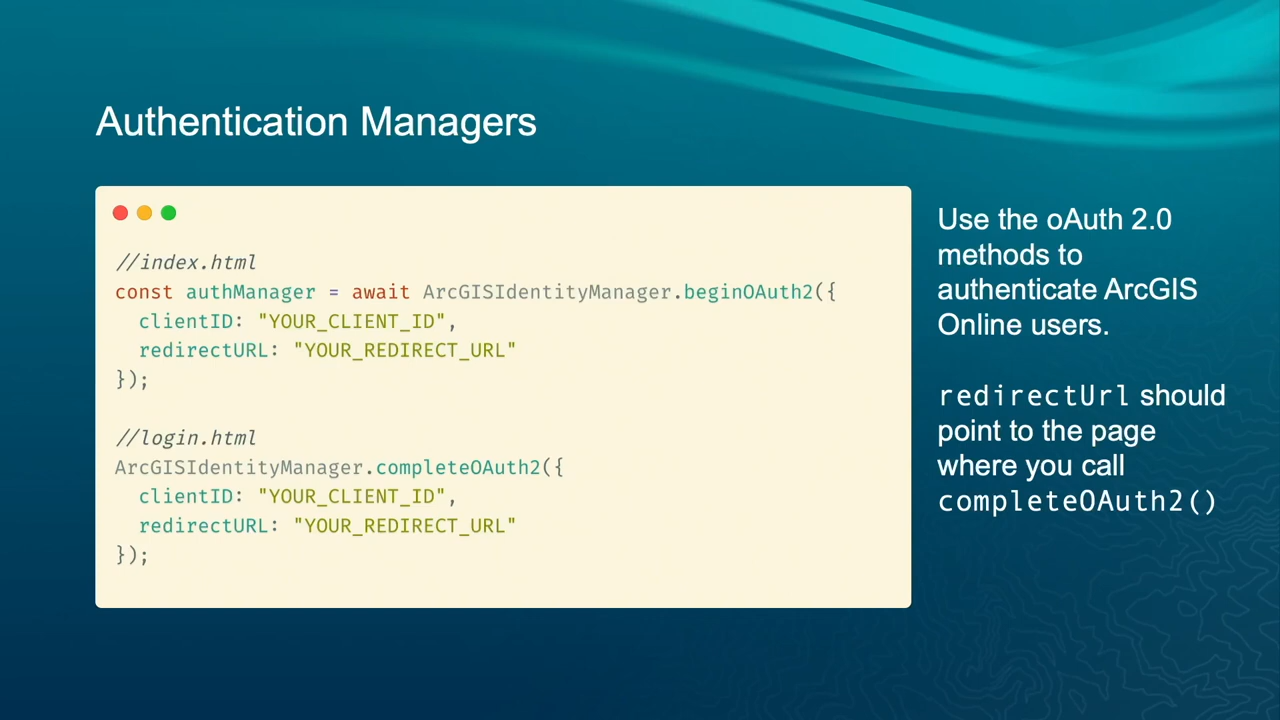 Authentication Managers
//index.html
const authManager = await ArcGISIdentityManager.beginOAuth2({
  clientID: "YOUR_CLIENT_ID",
  redirectURL: "YOUR_REDIRECT_URL"
});
//login.html
ArcGISIdentityManager.completeOAuth2({
  clientID: "YOUR_CLIENT_ID",
  redirectURL: "YOUR_REDIRECT_URL"
});
Use the oAuth 2.0
methods to
authenticate ArcGIS
Online users.
redirectUrl should
point to the page
where you call
completeOAuth2()